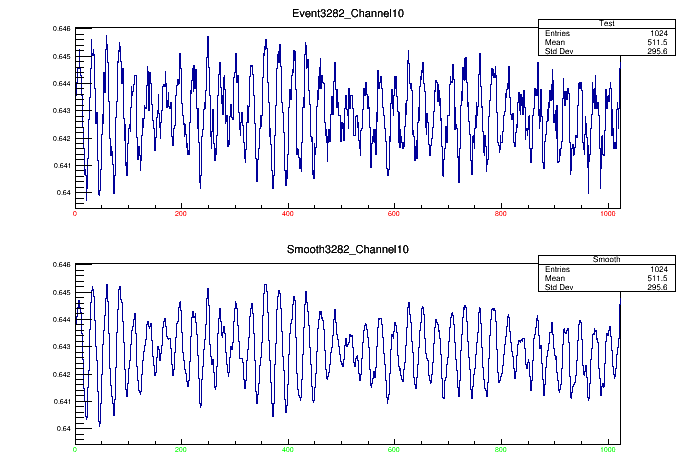 Event3282_Channel10
Test
Entries 1024
Mean 511.5
Std Dev 295.6
0.646
0.645
0.644
0.643
0.642
0.641
0.64
0 200 400 600 800 1000
Smooth3282_Channel10
Smooth
Entries 1024
Mean 511.5
Std Dev 295.6
0.646
0.645
0.644
0.643
0.642
0.641
0.64
0 200 400 600 800 1000